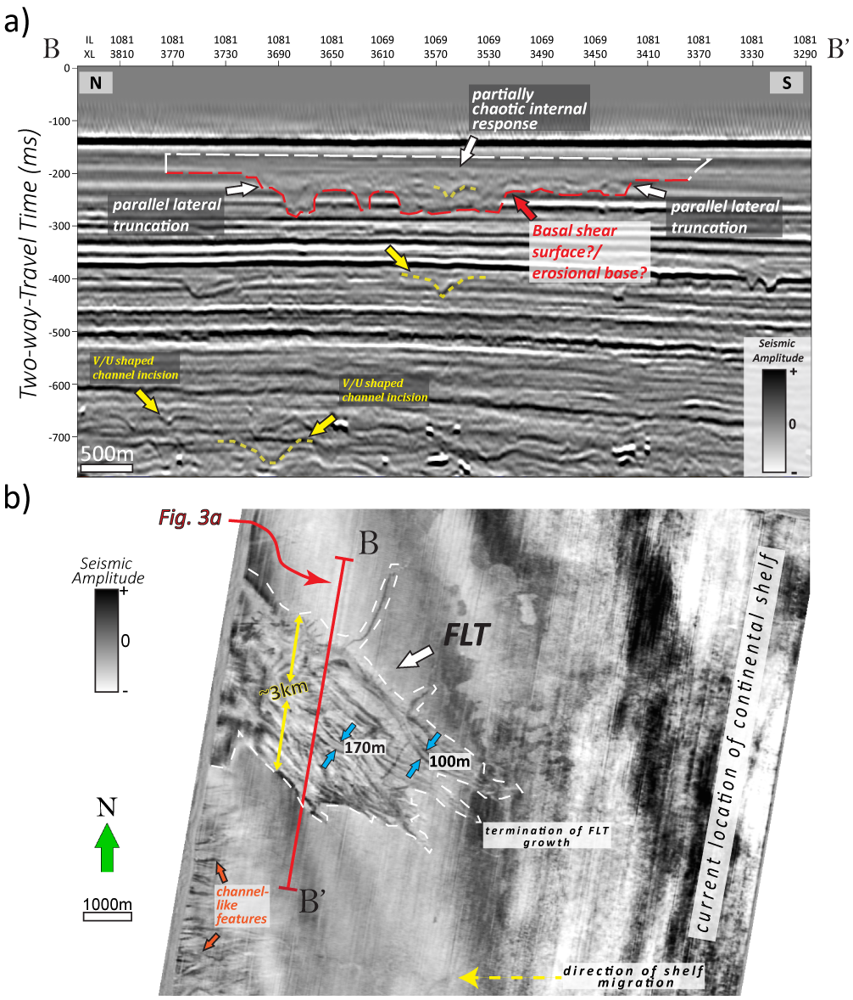 a)
B IL 1081 1081 1081 1081 1081 1069 1069 1069 1069 1069 1081 1081 1081 1081 B’
XL 3810 3770 3730 3690 3650 3610 3570 3530 3490 3450 3410 3370 3330 3290
0
N
S
partially
chaotic internal
response
-100
-200
-300
-400
-500
-600
-700
Two-way-Travel Time (ms)
parallel lateral
truncation
parallel lateral
truncation
Basal shear
surface?/
erosional base?
V/U shaped
channel incision
V/U shaped
channel incision
Seismic
Amplitude
+
0
-
500m
b)
Fig. 3a
B
Seismic
Amplitude
+
0
-
FLT
~3km
170m
100m
current location of continental shelf
N
termination of FLT
growth
1000m
channel-
like
features
B’
direction of shelf
migration